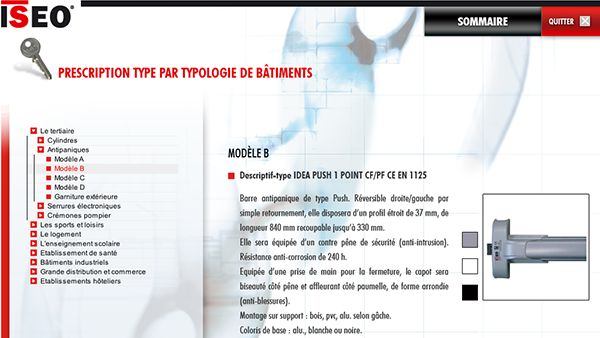 ISEO®
SOMMAIRE
QUITTER
PRESCRIPTION TYPE PAR TYPOLOGIE DE BÂTIMENTS
Le tertiaire
Cylindres
Antipaniques
Modèle A
Modèle B
Modèle C
Modèle D
Garniture extérieure
Serrures électroniques
Crémones pompier
Les sports et loisirs
Le logement
L'enseignement scolaire
Etablissement de santé
Bâtiments industriels
Grande distribution et commerce
Etablissements hôteliers
MODÈLE B
Descriptif-type IDEA PUSH 1 POINT CF/PF CE EN 1125
Barre antipanique de type Push. Réversible droite/gauche par
simple retournement, elle disposera d'un profil étroit de 37 mm, de
longueur 840 mm recoupable jusqu'à 330 mm.
Elle sera équipée d'un contre pêne de sécurité (anti-intrusion).
Résistance anti-corrosion de 240 h.
Equipée d'une prise de main pour la fermeture, le capot sera
biseauté côté pêne et affleurant côté paumelle, de forme arrondie
(anti-blessures).
Montage sur support : bois, pvc, alu. selon gâche.
Coloris de base : alu., blanche ou noire.